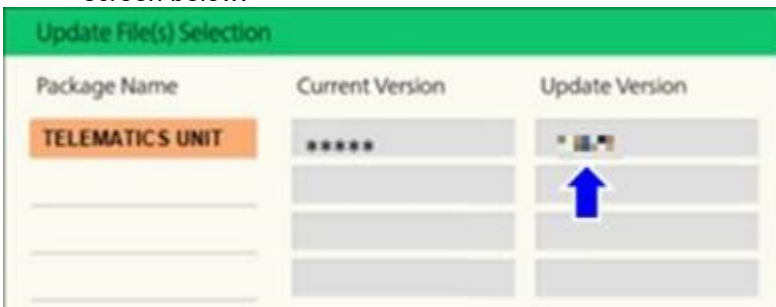 Update File(s) Selection
Package Name Current Version Update Version
TELEMATICS UNIT *****